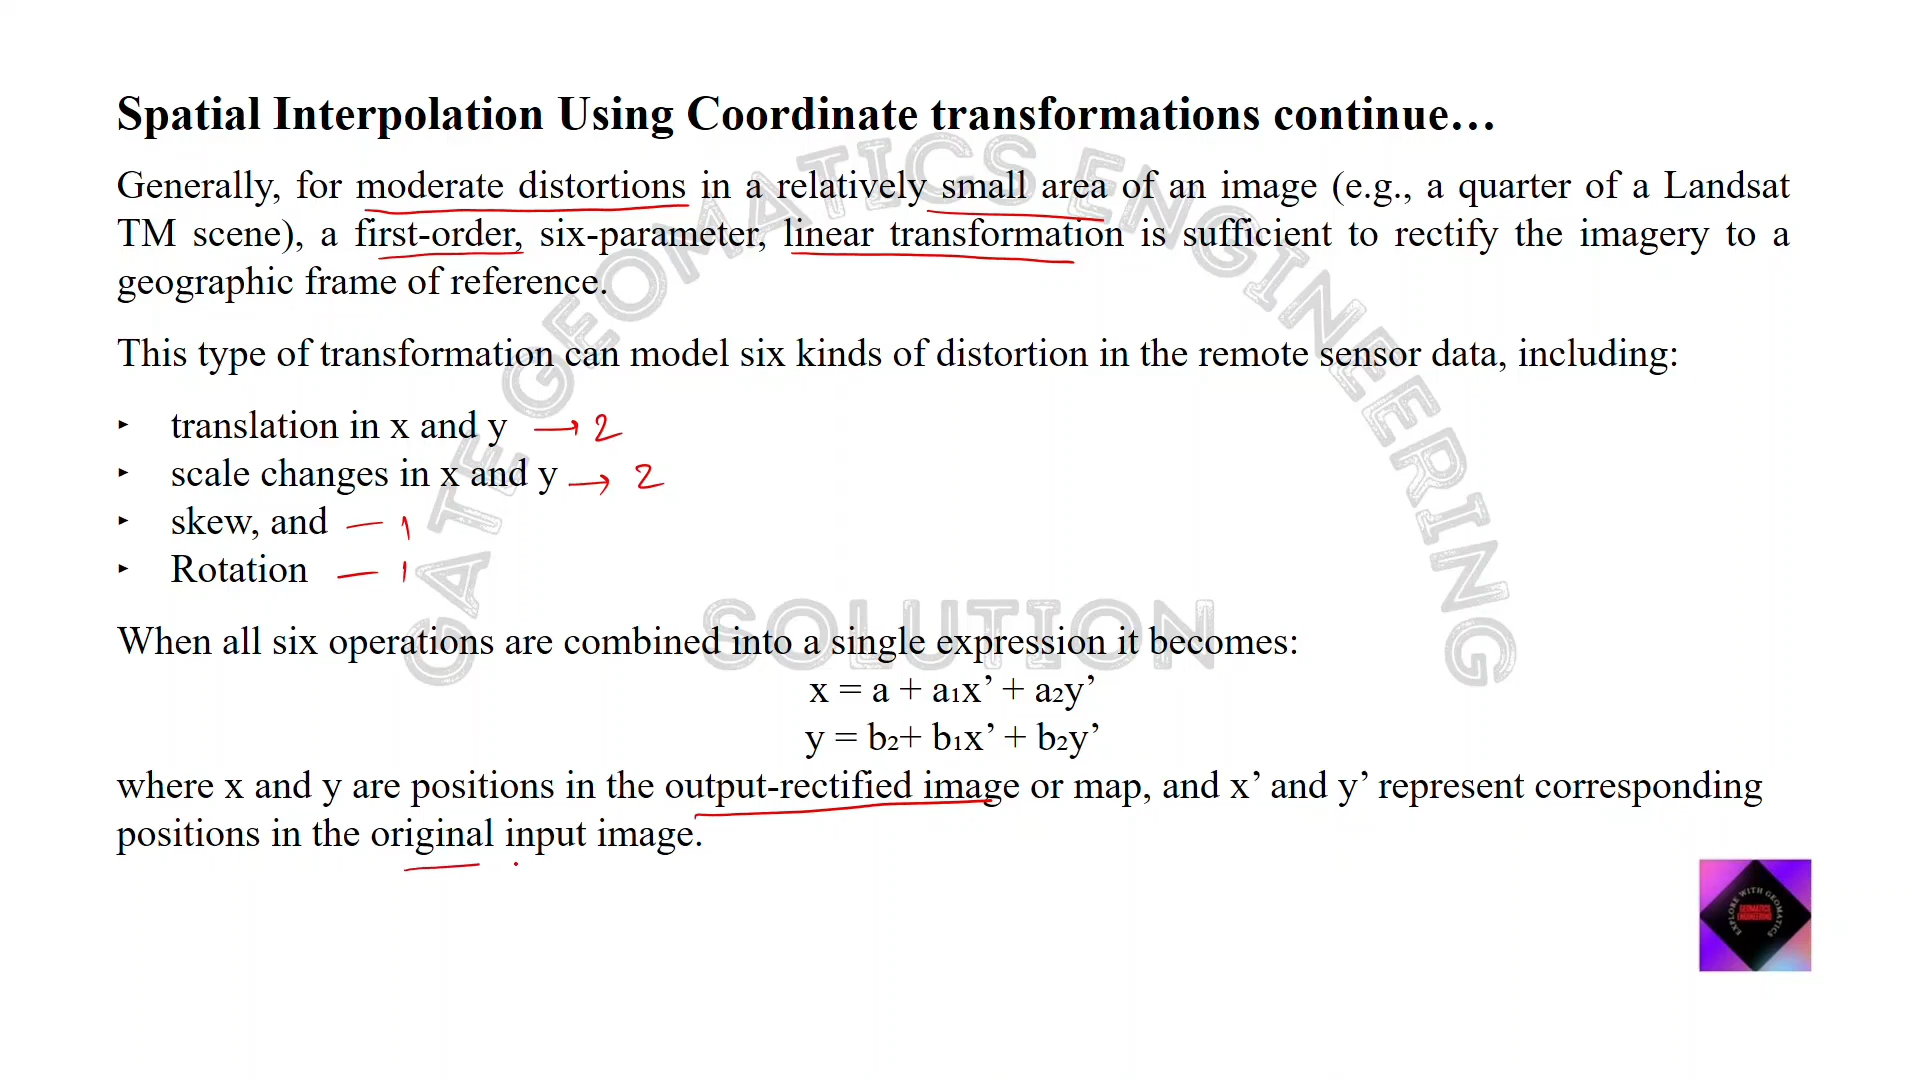 Spatial Interpolation Using Coordinate transformations continue…
Generally, for moderate distortions in a relatively small area of an image (e.g., a quarter of a Landsat
TM scene), a first-order, six-parameter, linear transformation is sufficient to rectify the imagery to a
geographic frame of reference.
This type of transformation can model six kinds of distortion in the remote sensor data, including:
‣ translation in x and y → 2
‣ scale changes in x and y → 2
‣ skew, and — 1
‣ Rotation — 1
When all six operations are combined into a single expression it becomes:
x = a + a₁x’ + a₂y’
y = b₂+ b₁x’ + b₂y’
where x and y are positions in the output-rectified image or map, and x’ and y’ represent corresponding
positions in the original input image.
GATE GEOMATICS ENGINEERING
SOLUTION
EXPLORE WITH GEOMATICS
GEOMATICS
ENGINEERING